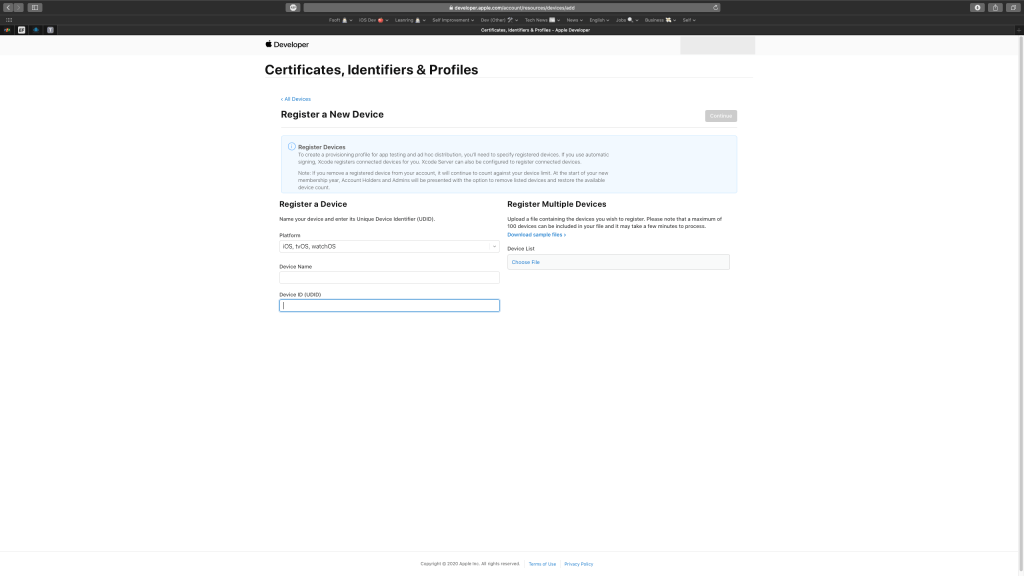 developer.apple.com/account/resources/devices/add
Foof! iOS Dev Learning Self Improvement Dev (Other) Tech News News English Jobs Business Self
Certificates, Identifiers & Profiles - Apple Developer
Developer
Certificates, Identifiers & Profiles
‹ All Devices
Register a New Device
Continue
Register Devices
To create a provisioning profile for app testing and ad hoc distribution, you'll need to specify registered devices. If you use automatic
signing, Xcode registers connected devices for you. Xcode Server can also be configured to register connected devices.
Note: If you remove a registered device from your account, it will continue to count against your device limit. At the start of your new
membership year, Account Holders and Admins will be presented with the option to remove listed devices and restore the available
device count.
Register a Device
Name your device and enter its Unique Device Identifier (UDID).
Platform
iOS, tvOS, watchOS
Device Name
Device ID (UDID)
Register Multiple Devices
Upload a file containing the devices you wish to register. Please note that a maximum of
100 devices can be included in your file and it may take a few minutes to process.
Download sample files ›
Device List
Choose File
Copyright © 2020 Apple Inc. All rights reserved. Terms of Use Privacy Policy